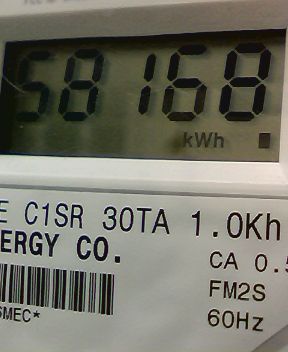 58168
kWh
E C1SR 30TA 1.0Kh
ERGY CO.
CA 0.5
FM2S
60Hz
SMEC*